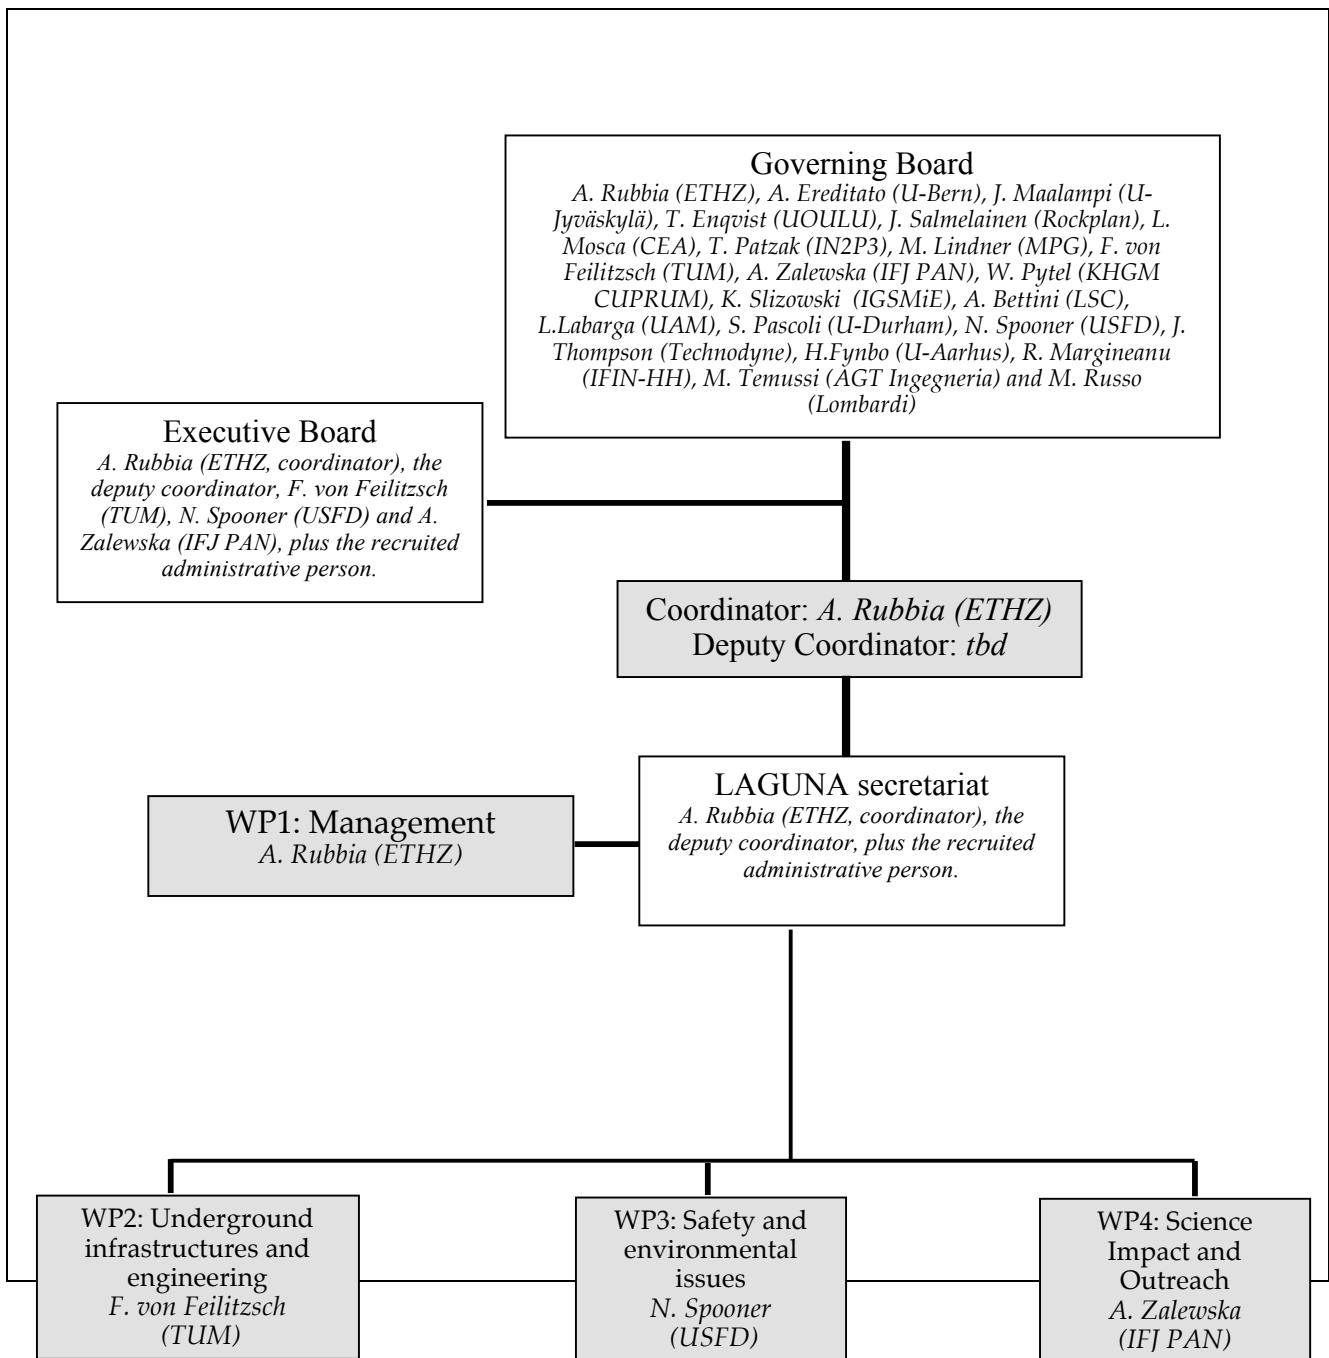 Governing Board
A. Rubbia (ETHZ), A. Ereditato (U-Bern), J. Maalampi (U-
Jyväskylä), T. Enqvist (UOULU), J. Salmelainen (Rockplan), L.
Mosca (CEA), T. Patzak (IN2P3), M. Lindner (MPG), F. von
Feilitzsch (TUM), A. Zalewska (IFJ PAN), W. Pytel (KHGM
CUPRUM), K. Slizowski (IGSMiE), A. Bettini (LSC),
L.Labarga (UAM), S. Pascoli (U-Durham), N. Spooner (USFD), J.
Thompson (Technodyne), H.Fynbo (U-Aarhus), R. Margineanu
(IFIN-HH), M. Temussi (AGT Ingegneria) and M. Russo
(Lombardi)
Executive Board
A. Rubbia (ETHZ, coordinator), the
deputy coordinator, F. von Feilitzsch
(TUM), N. Spooner (USFD) and A.
Zalewska (IFJ PAN), plus the recruited
administrative person.
Coordinator: A. Rubbia (ETHZ)
Deputy Coordinator: tbd
LAGUNA secretariat
A. Rubbia (ETHZ, coordinator), the
deputy coordinator, plus the recruited
administrative person.
WP1: Management
A. Rubbia (ETHZ)
WP2: Underground
infrastructures and
engineering
F. von Feilitzsch
(TUM)
WP3: Safety and
environmental
issues
N. Spooner
(USFD)
WP4: Science
Impact and
Outreach
A. Zalewska
(IFJ PAN)